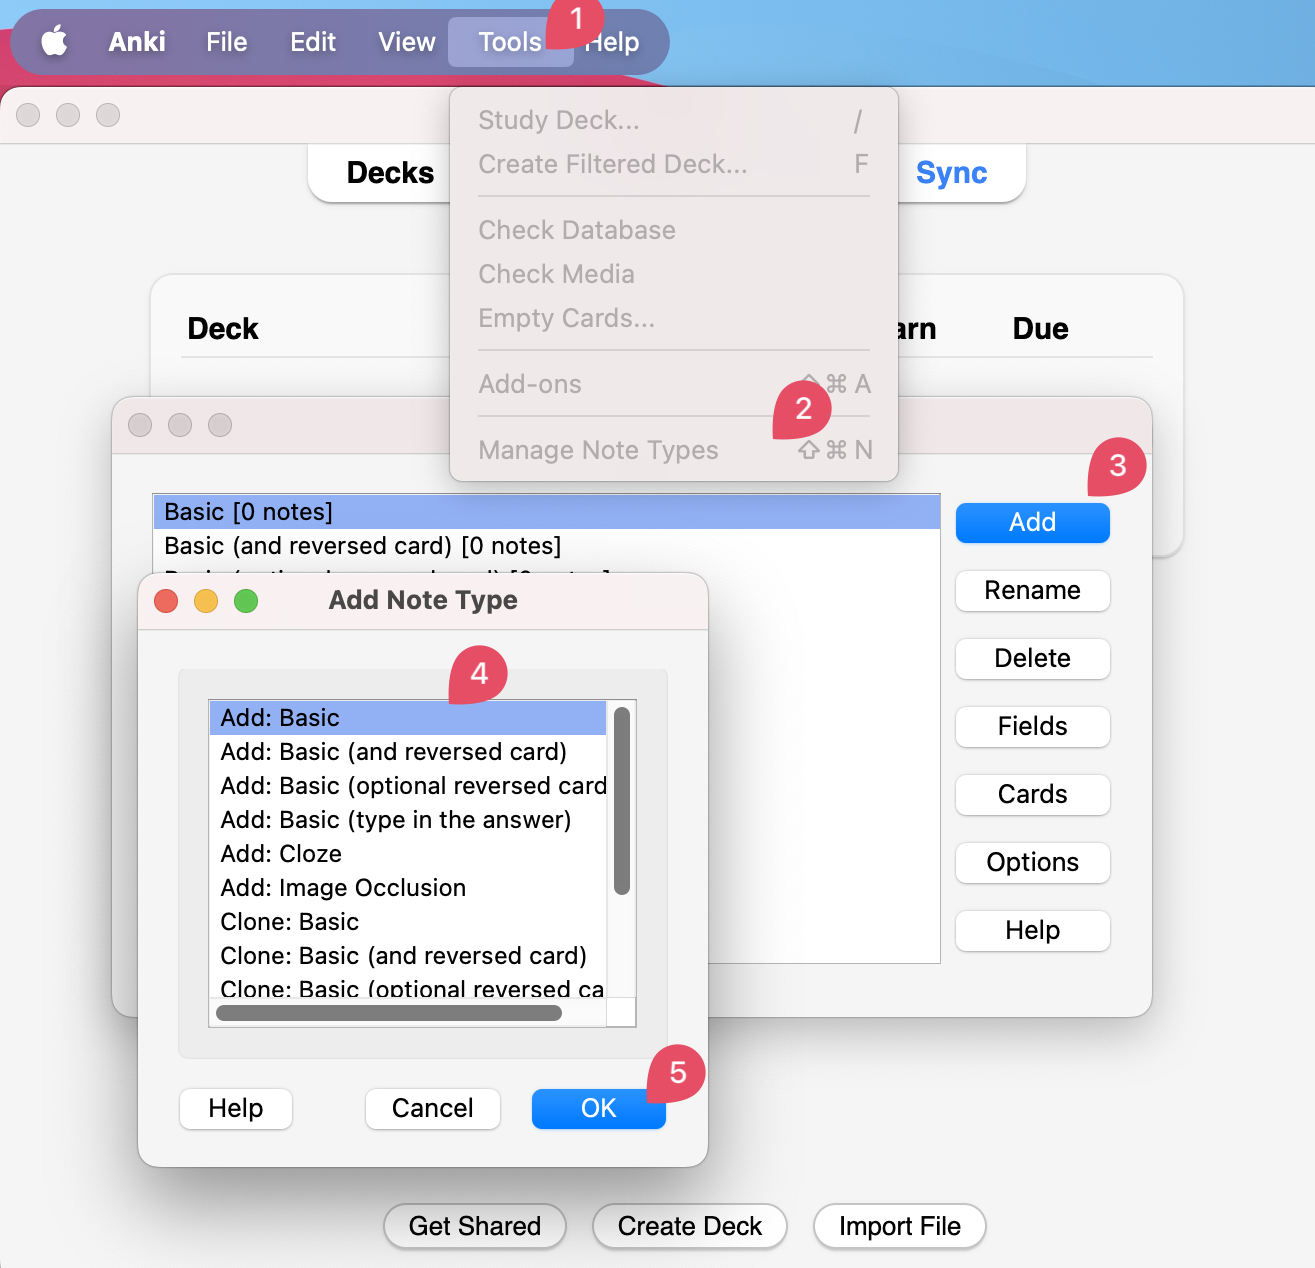 Anki File Edit View Tools Help
1
Study Deck... /
Create Filtered Deck... F
Decks
Sync
Check Database
Check Media
Empty Cards...
Deck
Due
Add-ons ⇧⌘A
2
Manage Note Types ⇧⌘N
3
Basic [0 notes]
Basic (and reversed card) [0 notes]
Add
Rename
Delete
Fields
Cards
Options
Help
Add Note Type
4
Add: Basic
Add: Basic (and reversed card)
Add: Basic (optional reversed card
Add: Basic (type in the answer)
Add: Cloze
Add: Image Occlusion
Clone: Basic
Clone: Basic (and reversed card)
Clone: Basic (optional reversed ca
5
Help Cancel OK
Get Shared Create Deck Import File